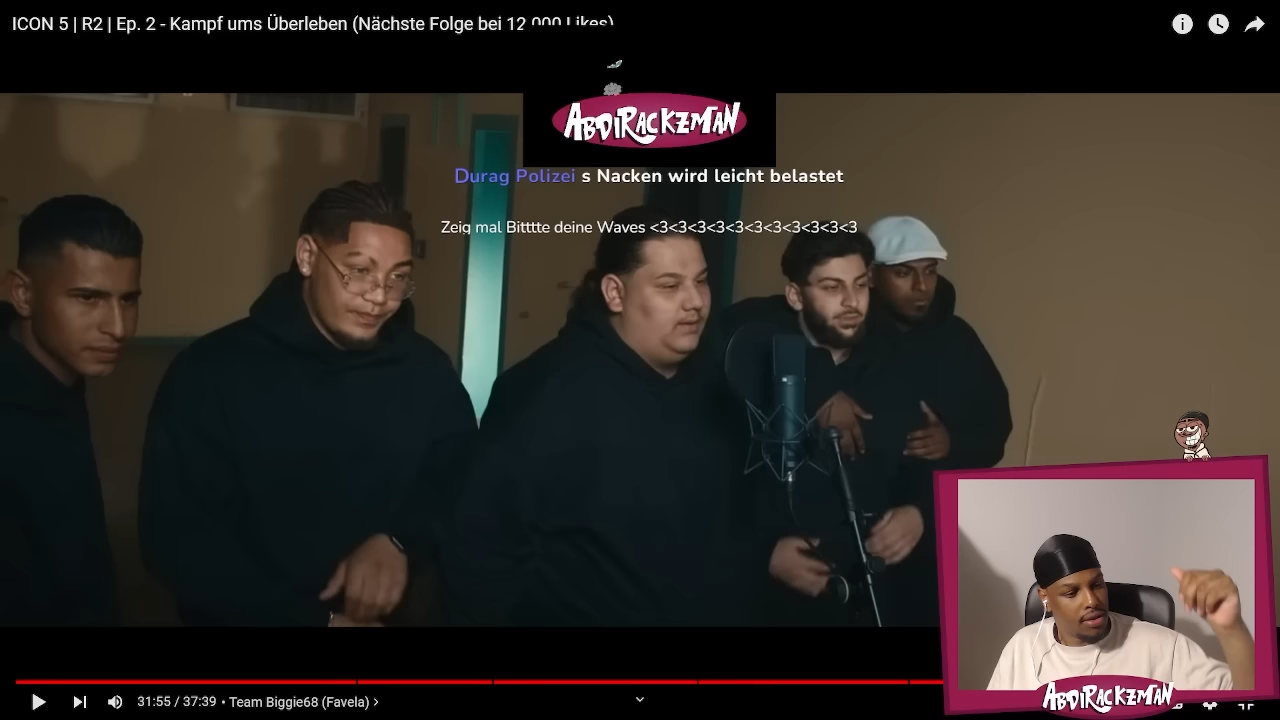 ICON 5 | R2 | Ep. 2 - Kampf ums Überleben (Nächste Folge bei 12.000 Likes)
ABDIRACKZMAN
Durag Polizei s Nacken wird leicht belastet
Zeig mal Bitttte deine Waves <3<3<3<3<3<3<3<3<3<3<3
31:55 / 37:39 • Team Biggie68 (Favela) >
ABDIRACKZMAN